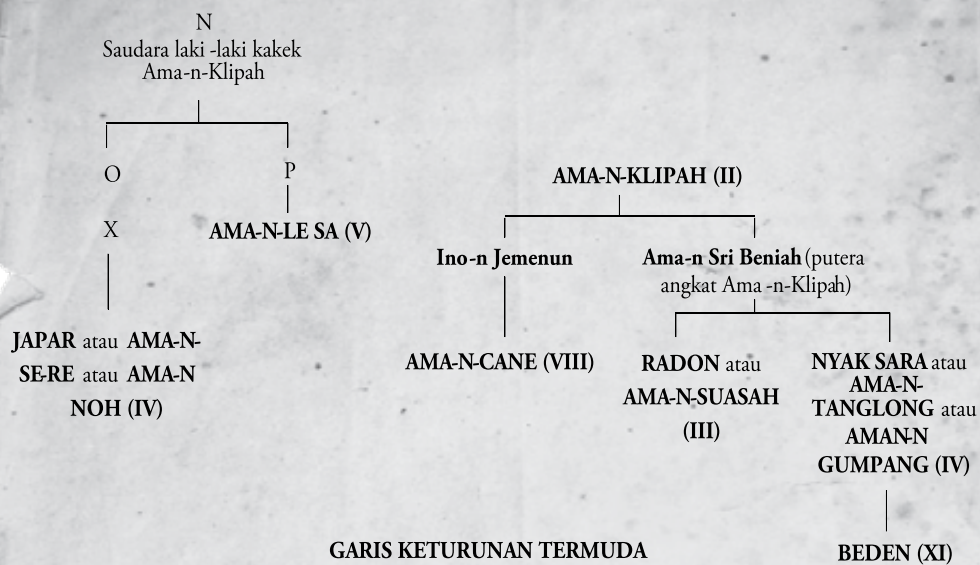 N
Saudara laki -laki kakek
Ama-n-Klipah
O
P
X
AMA-N-LE SA (V)
JAPAR atau AMA-N-
SE-RE atau AMA-N
NOH (IV)
AMA-N-KLIPAH (II)
Ino-n Jemenun
Ama-n Sri Beniah (putera
angkat Ama -n-Klipah)
AMA-N-CANE (VIII)
RADON atau
AMA-N-SUASAH
(III)
NYAK SARA atau
AMA-N-
TANGLONG atau
AMAN-N
GUMPANG (IV)
BEDEN (XI)
GARIS KETURUNAN TERMUDA